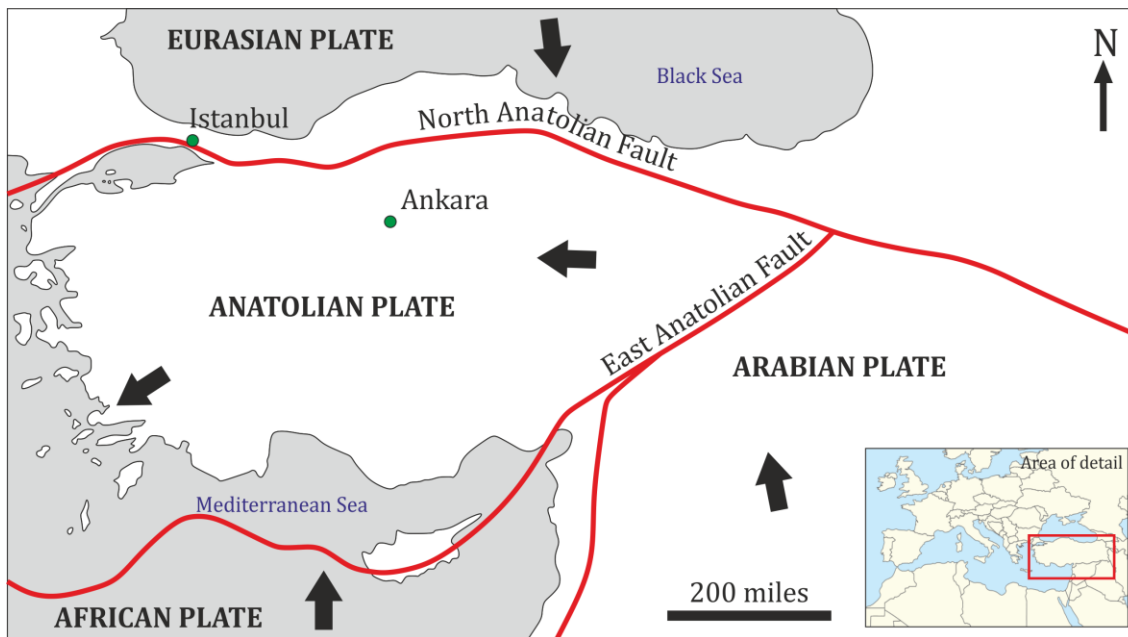 EURASIAN PLATE
Black Sea
N
Istanbul
North Anatolian Fault
Ankara
ANATOLIAN PLATE
East Anatolian Fault
ARABIAN PLATE
Mediterranean Sea
AFRICAN PLATE
200 miles
Area of detail